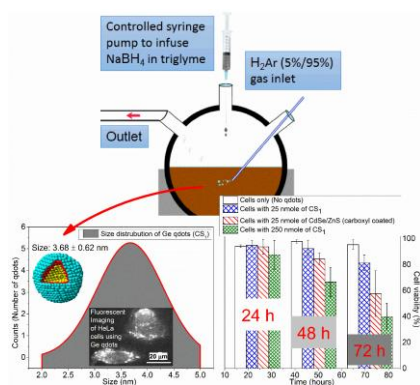 Controlled syringe
pump to infuse
NaBH4 in triglyme
H2Ar (5%/95%)
gas inlet
Outlet
Size distrubution of Ge qdots (CS1)
Size: 3.68 ± 0.62 nm
Fluorescent
Imaging
of HeLa
calls using
Ge qdots
20 µm
Counts (Number of qdots)
6
5
4
3
2
1
0
2.0 2.5 3.0 3.5 4.0 4.5 5.0
Size (nm)
Cells only (No qdots)
Cells with 25 nmole of CS1
Cells with 25 nmole of CdSe/ZnS (carboxyl coated)
Cells with 250 nmole of CS1
24 h
48 h
72 h
100
80
60
40
20
0
Cell viability (%)
10 20 30 40 50 60 70 80
Time (hours)